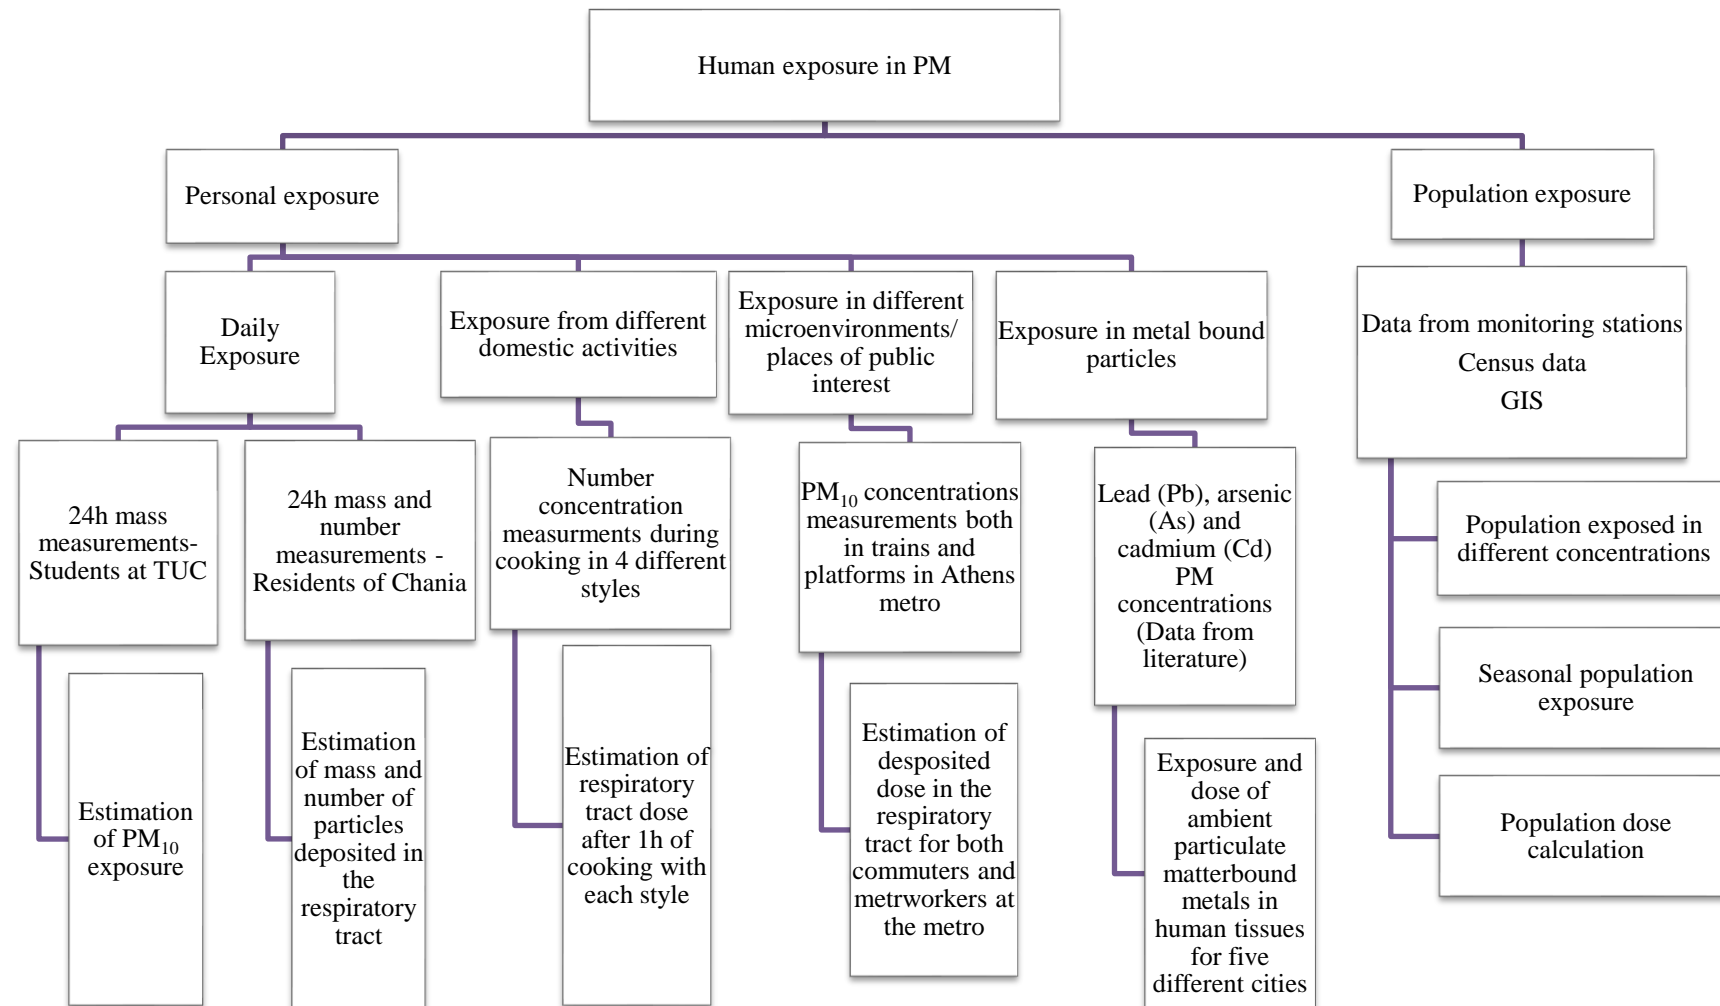 Human exposure in PM
Personal exposure
Population exposure
Daily
Exposure
Exposure from different
domestic activities
Exposure in different
microenvironments/
places of public
interest
Exposure in metal bound
particles
Data from monitoring stations
Census data
GIS
24h mass
measurements-
Students at TUC
24h mass and
number
measurements -
Residents of Chania
Number
concentration
measurments during
cooking in 4 different
styles
PM₁₀ concentrations
measurements both
in trains and
platforms in Athens
metro
Lead (Pb), arsenic
(As) and
cadmium (Cd)
PM
concentrations
(Data from
literature)
Population exposed in
different concentrations
Seasonal population
exposure
Population dose
calculation
Estimation
of PM₁₀
exposure
Estimation
of mass and
number of
particles
deposited in
the
respiratory
tract
Estimation of
respiratory
tract dose
after 1h of
cooking with
each style
Estimation of
desposited
dose in the
respiratory
tract for both
commuters and
metrworkers at
the metro
Exposure and
dose of
ambient
particulate
matterbound
metals in
human tissues
for five
different cities